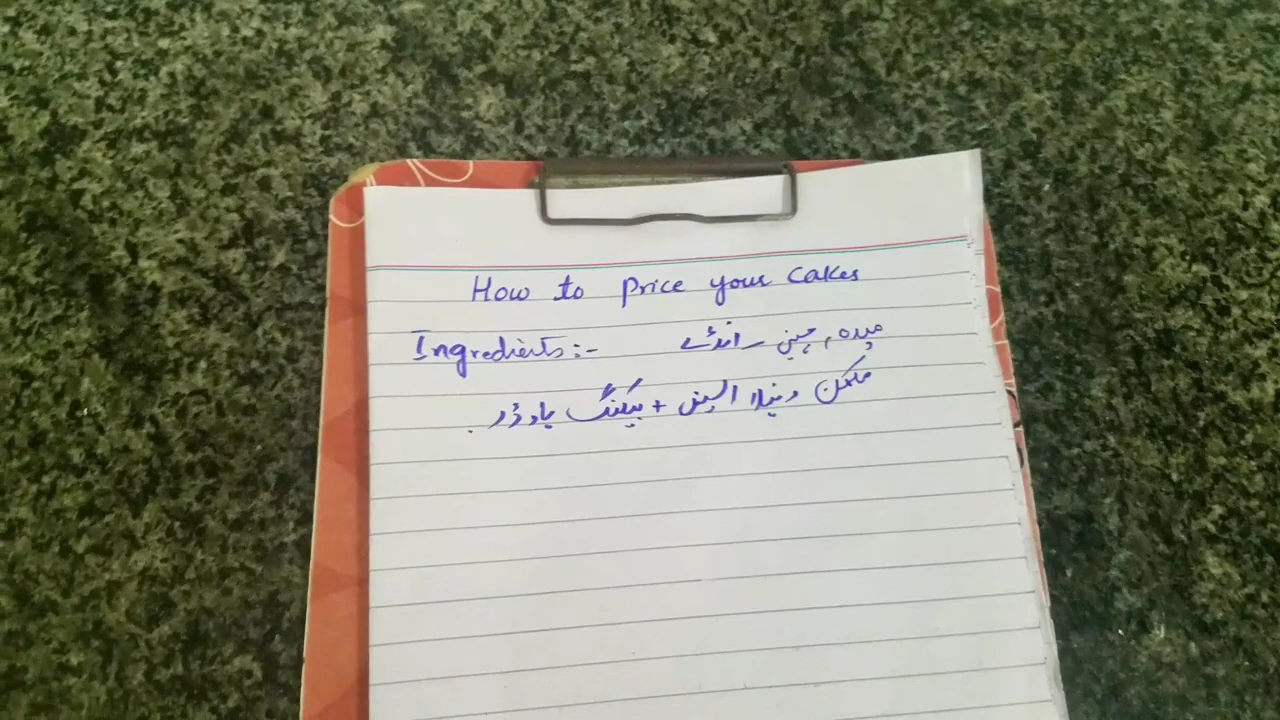 How to Price your Cakes
Ingredients:- میدہ، چینی ۔ انڈے
مکھن ونیلا ایسنس + بیکنگ پاوڈر ۔